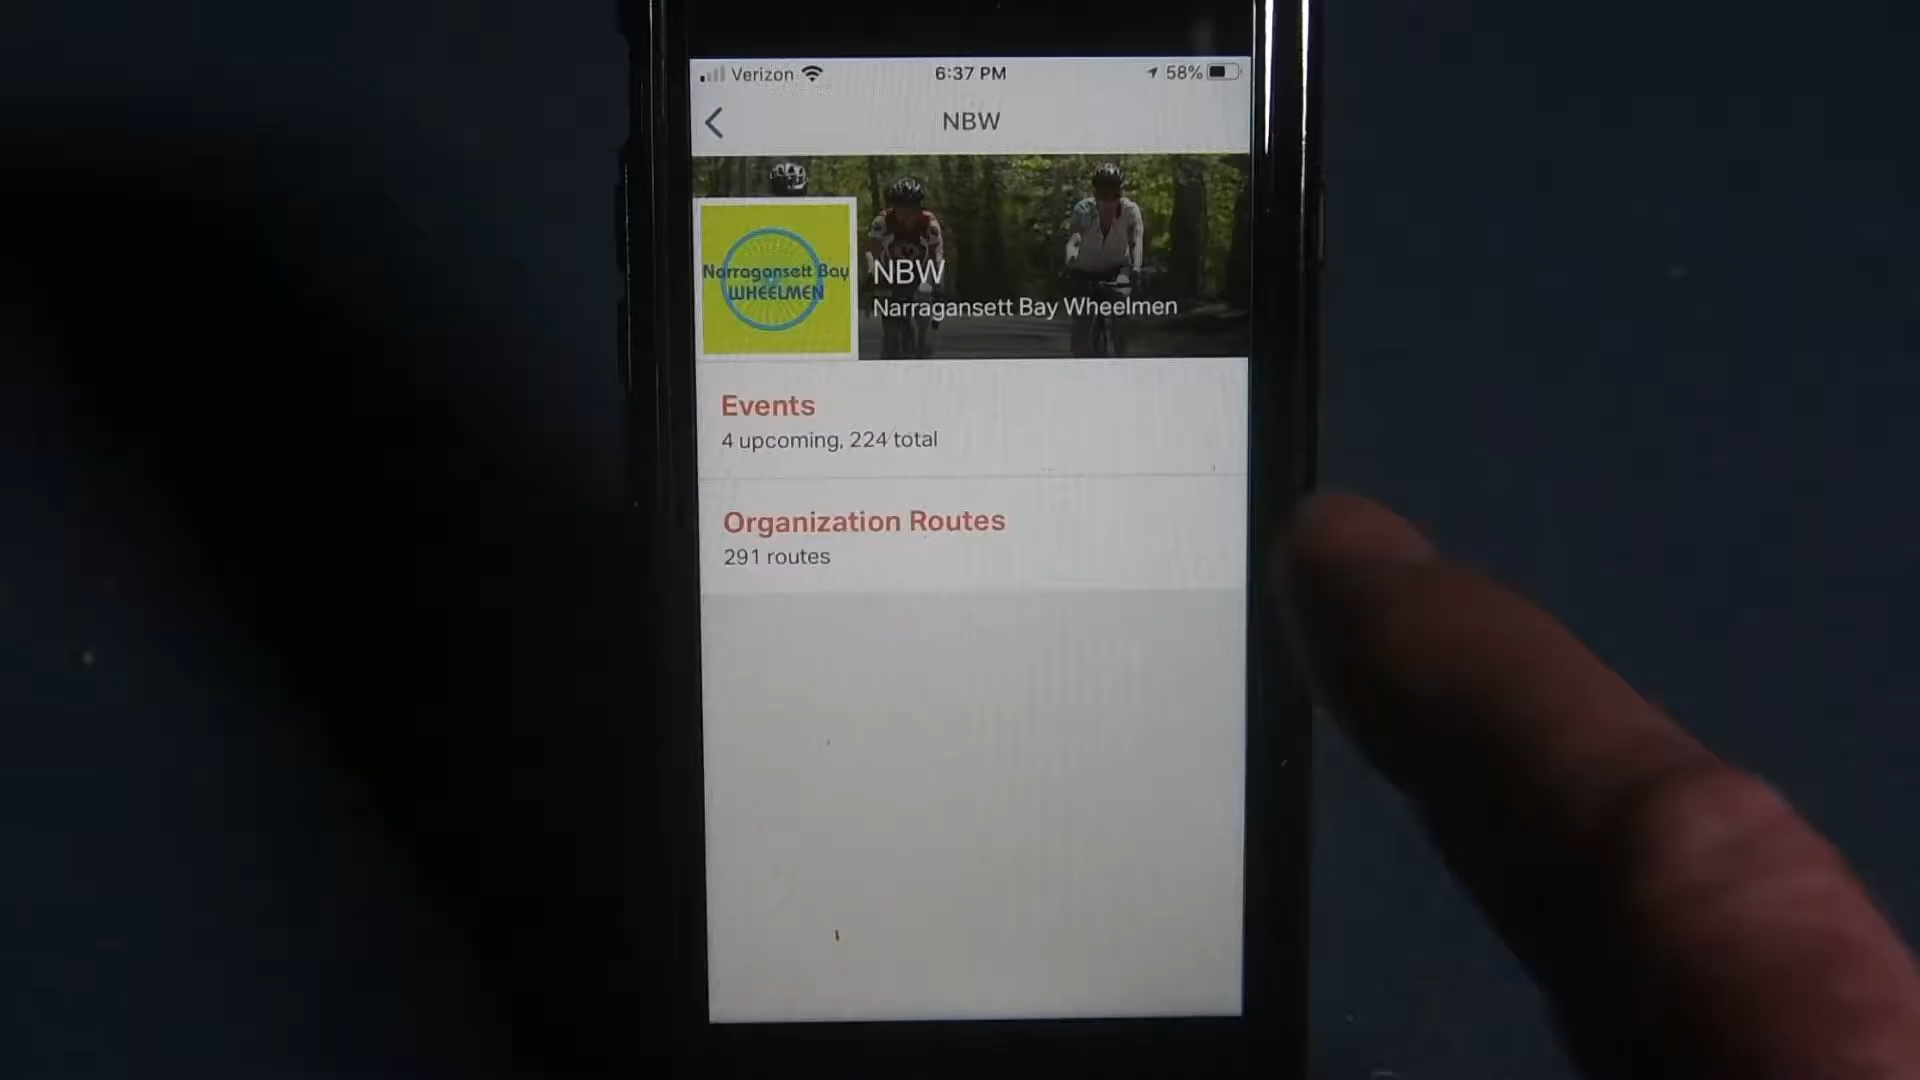 Verizon 6:37 PM 58%
NBW
Narragansett Bay
WHEELMEN
NBW
Narragansett Bay Wheelmen
Events
4 upcoming, 224 total
Organization Routes
291 routes